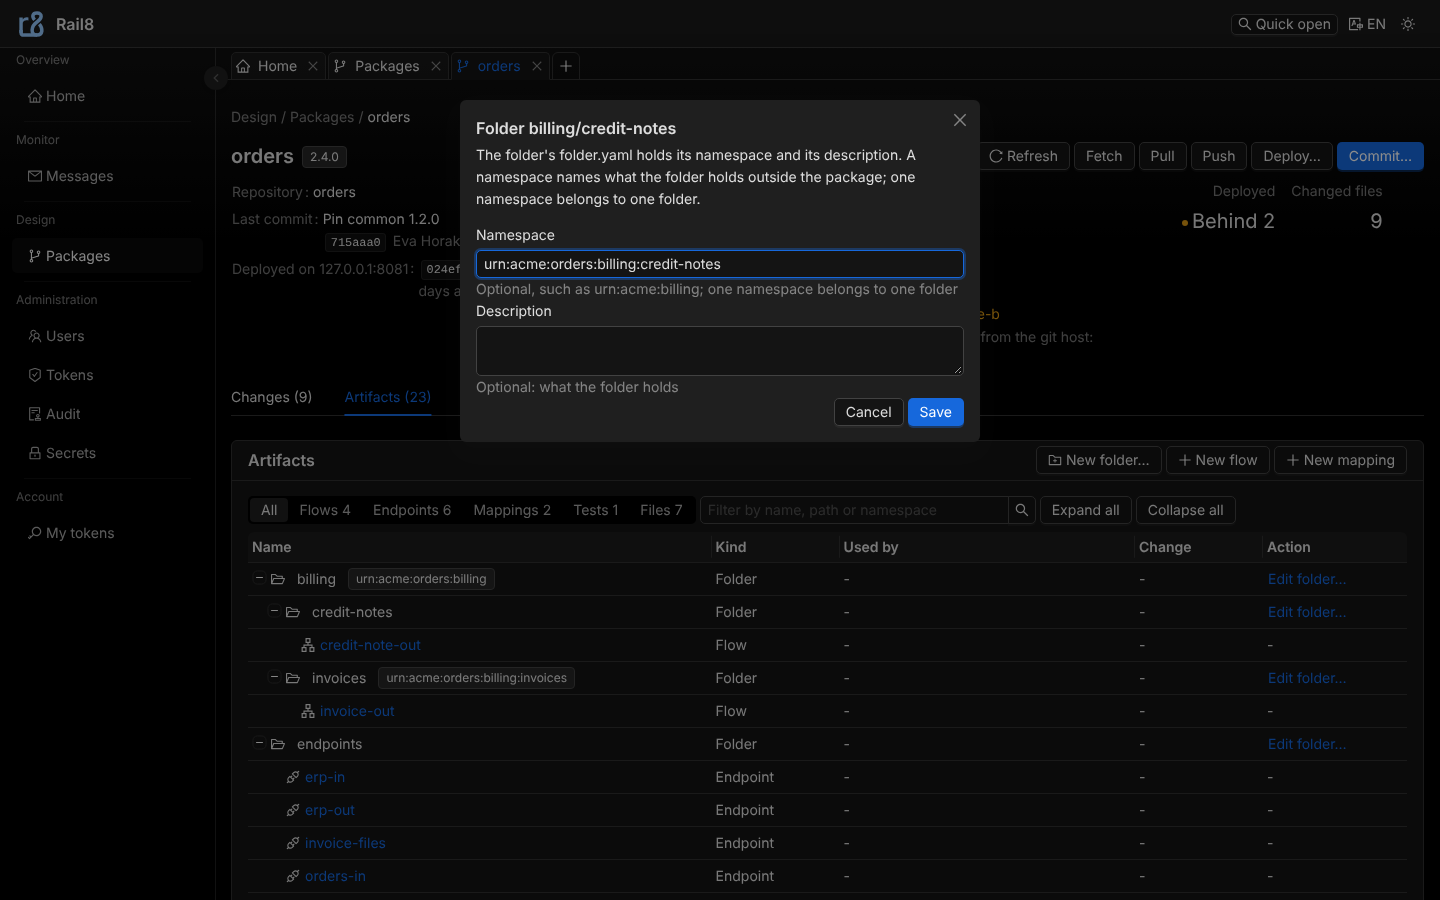 Rail8
Quick open
EN
Overview
Home
Monitor
Messages
Design
Packages
Administration
Users
Tokens
Audit
Secrets
Account
My tokens
Home
Packages
orders
Design / Packages / orders
orders 2.4.0
Refresh
Fetch
Pull
Push
Deploy...
Commit...
Repository: orders
Last commit: Pin common 1.2.0
715aaa0 Eva Horak
Deployed on 127.0.0.1:8081:
days a
Deployed
Behind 2
Changed files
9
e-b
from the git host:
Folder billing/credit-notes
The folder's folder.yaml holds its namespace and its description. A
namespace names what the folder holds outside the package; one
namespace belongs to one folder.
Namespace
urn:acme:orders:billing:credit-notes
Optional, such as urn:acme:billing; one namespace belongs to one folder
Description
Optional: what the folder holds
Cancel
Save
Changes (9)
Artifacts (23)
Artifacts
New folder...
New flow
New mapping
All
Flows 4
Endpoints 6
Mappings 2
Tests 1
Files 7
Filter by name, path or namespace
Expand all
Collapse all
Name Kind Used by Change Action
billing urn:acme:orders:billing Folder - - Edit folder...
credit-notes Folder - - Edit folder...
credit-note-out Flow - - -
invoices urn:acme:orders:billing:invoices Folder - - Edit folder...
invoice-out Flow - - -
endpoints Folder - - Edit folder...
erp-in Endpoint - - -
erp-out Endpoint - - -
invoice-files Endpoint - - -
orders-in Endpoint - - -